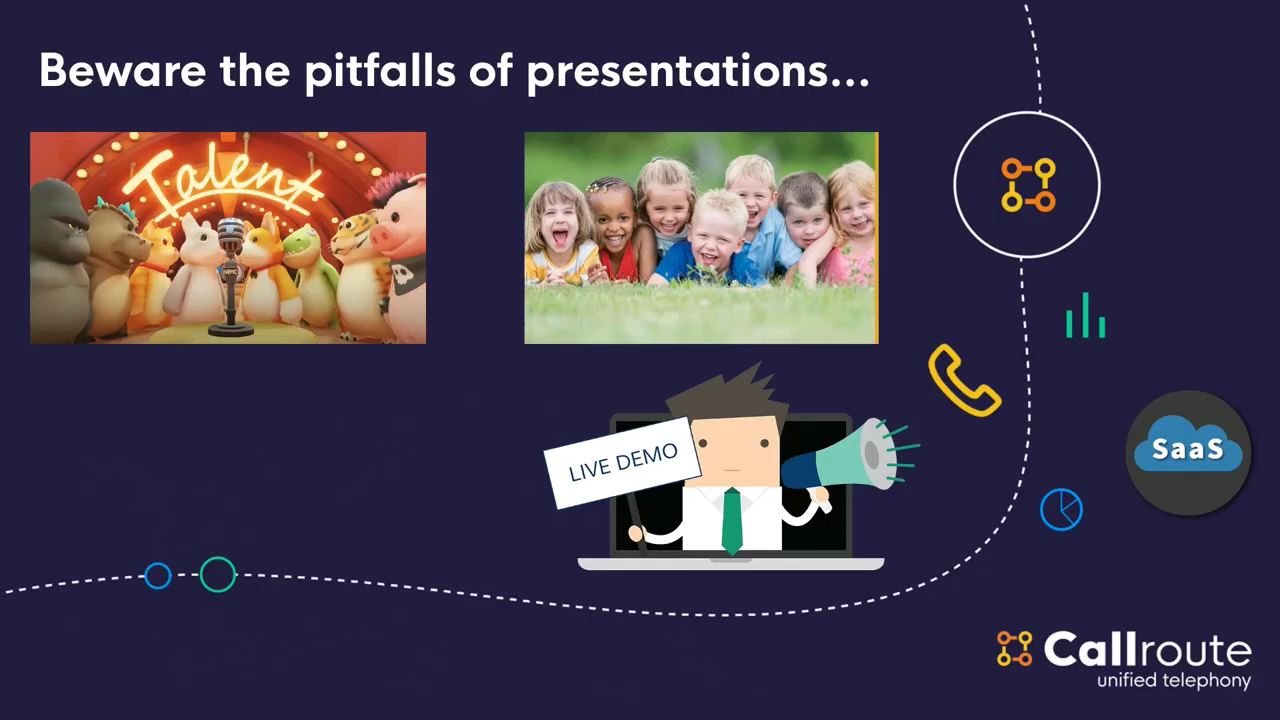 Beware the pitfalls of presentations...
Talent
LIVE DEMO
SaaS
Callroute
unified telephony